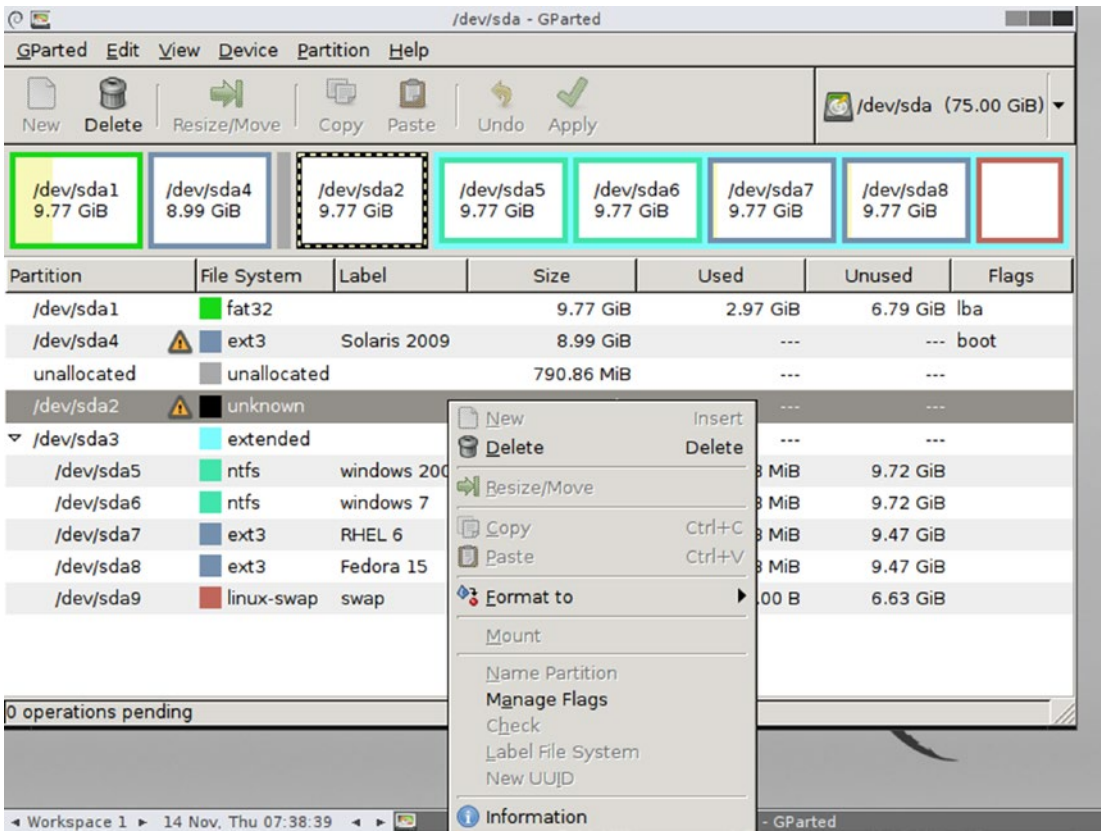 /dev/sda - GParted
GParted Edit View Device Partition Help
New Delete Resize/Move Copy Paste Undo Apply /dev/sda (75.00 GiB)
/dev/sda1 /dev/sda4 /dev/sda2 /dev/sda5 /dev/sda6 /dev/sda7 /dev/sda8
9.77 GiB 8.99 GiB 9.77 GiB 9.77 GiB 9.77 GiB 9.77 GiB 9.77 GiB
Partition File System Label Size Used Unused Flags
/dev/sda1 fat32 9.77 GiB 2.97 GiB 6.79 GiB lba
/dev/sda4 ext3 Solaris 2009 8.99 GiB --- --- boot
unallocated unallocated 790.86 MiB --- ---
/dev/sda2 unknown --- ---
/dev/sda3 extended --- ---
/dev/sda5 ntfs windows 200 MiB 9.72 GiB
/dev/sda6 ntfs windows 7 MiB 9.72 GiB
/dev/sda7 ext3 RHEL 6 MiB 9.47 GiB
/dev/sda8 ext3 Fedora 15 MiB 9.47 GiB
/dev/sda9 linux-swap swap .00 B 6.63 GiB
New Insert
Delete Delete
Resize/Move
Copy Ctrl+C
Paste Ctrl+V
Format to
Mount
Name Partition
Manage Flags
Check
Label File System
New UUID
Information
0 operations pending
Workspace 1 14 Nov, Thu 07:38:39 - GParted